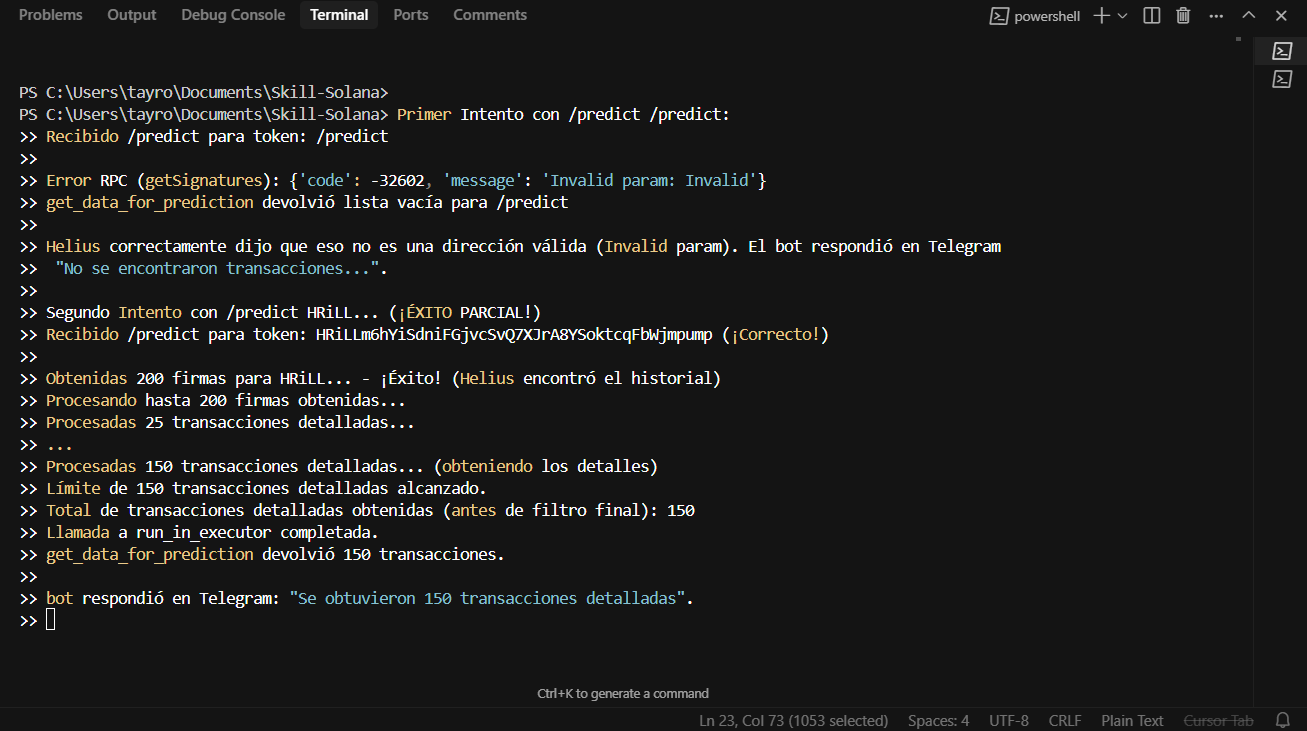 Problems Output Debug Console Terminal Ports Comments powershell
PS C:\Users\tayro\Documents\Skill-Solana>
PS C:\Users\tayro\Documents\Skill-Solana> Primer Intento con /predict /predict:
>> Recibido /predict para token: /predict
>>
>> Error RPC (getSignatures): {'code': -32602, 'message': 'Invalid param: Invalid'}
>> get_data_for_prediction devolvió lista vacía para /predict
>>
>> Helius correctamente dijo que eso no es una dirección válida (Invalid param). El bot respondió en Telegram
>>  "No se encontraron transacciones...".
>>
>> Segundo Intento con /predict HRiLL... (¡ÉXITO PARCIAL!)
>> Recibido /predict para token: HRiLLm6hYiSdniFGjvcSvQ7XJrA8YSoktcqFbWjmpump (¡Correcto!)
>>
>> Obtenidas 200 firmas para HRiLL... - ¡Éxito! (Helius encontró el historial)
>> Procesando hasta 200 firmas obtenidas...
>> Procesadas 25 transacciones detalladas...
>> ...
>> Procesadas 150 transacciones detalladas... (obteniendo los detalles)
>> Límite de 150 transacciones detalladas alcanzado.
>> Total de transacciones detalladas obtenidas (antes de filtro final): 150
>> Llamada a run_in_executor completada.
>> get_data_for_prediction devolvió 150 transacciones.
>>
>> bot respondió en Telegram: "Se obtuvieron 150 transacciones detalladas".
>>
Ctrl+K to generate a command
Ln 23, Col 73 (1053 selected) Spaces: 4 UTF-8 CRLF Plain Text Cursor Tab